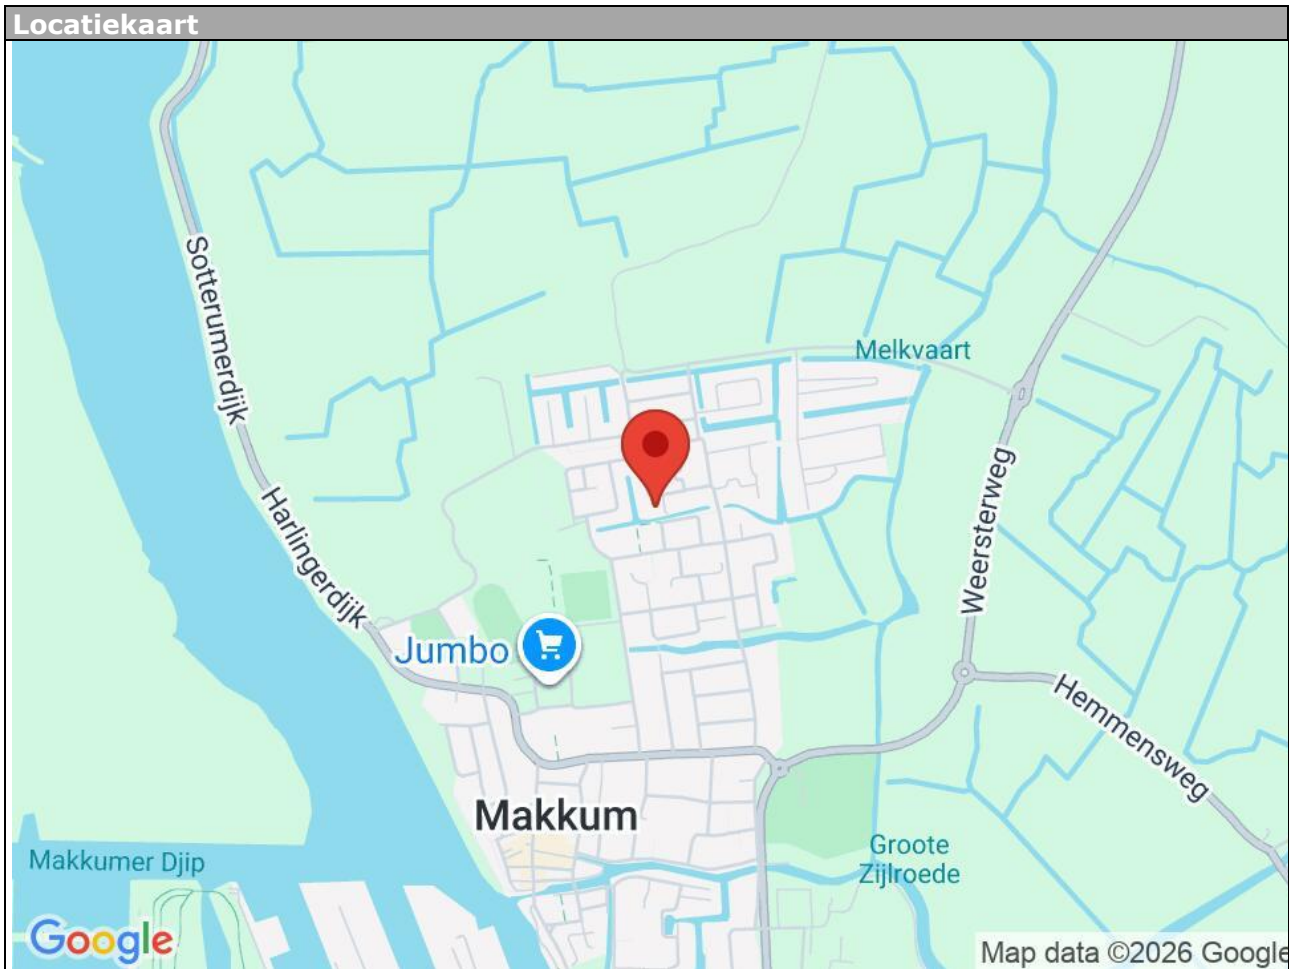 Locatiekaart
Sotterumerdijk
Melkvaart
Harlingerdijk
Weersterweg
Jumbo
Hemmensweg
Makkum
Groote
Zijlroede
Makkumer Djip
Google
Map data ©2026 Google